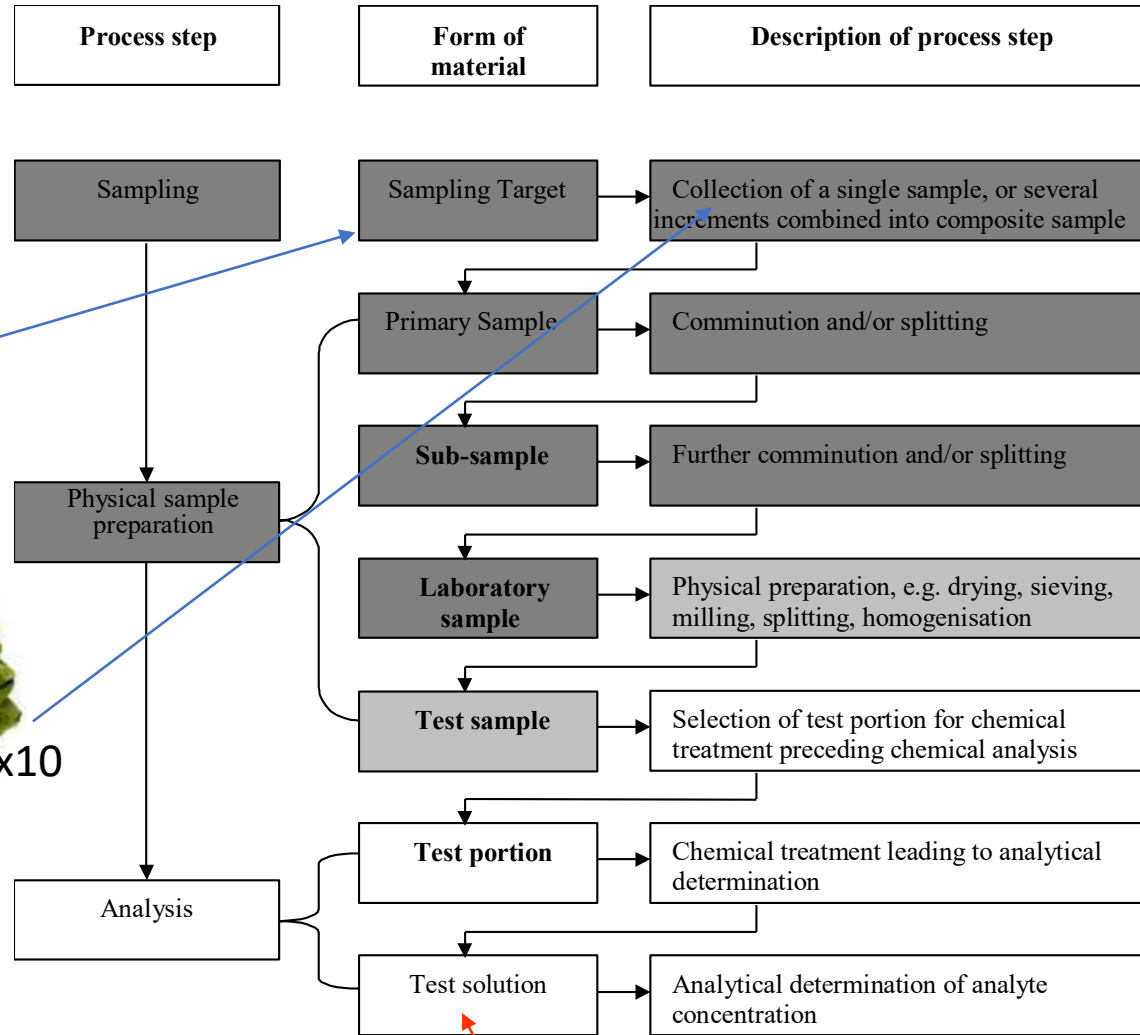 Process step
Form of
material
Description of process step
Sampling
Sampling Target
Collection of a single sample, or several
increments combined into composite sample
Primary Sample
Comminution and/or splitting
Sub-sample
Further comminution and/or splitting
Physical sample
preparation
Laboratory
sample
Physical preparation, e.g. drying, sieving,
milling, splitting, homogenisation
Test sample
Selection of test portion for chemical
treatment preceding chemical analysis
x10
Test portion
Chemical treatment leading to analytical
determination
Analysis
Test solution
Analytical determination of analyte
concentration